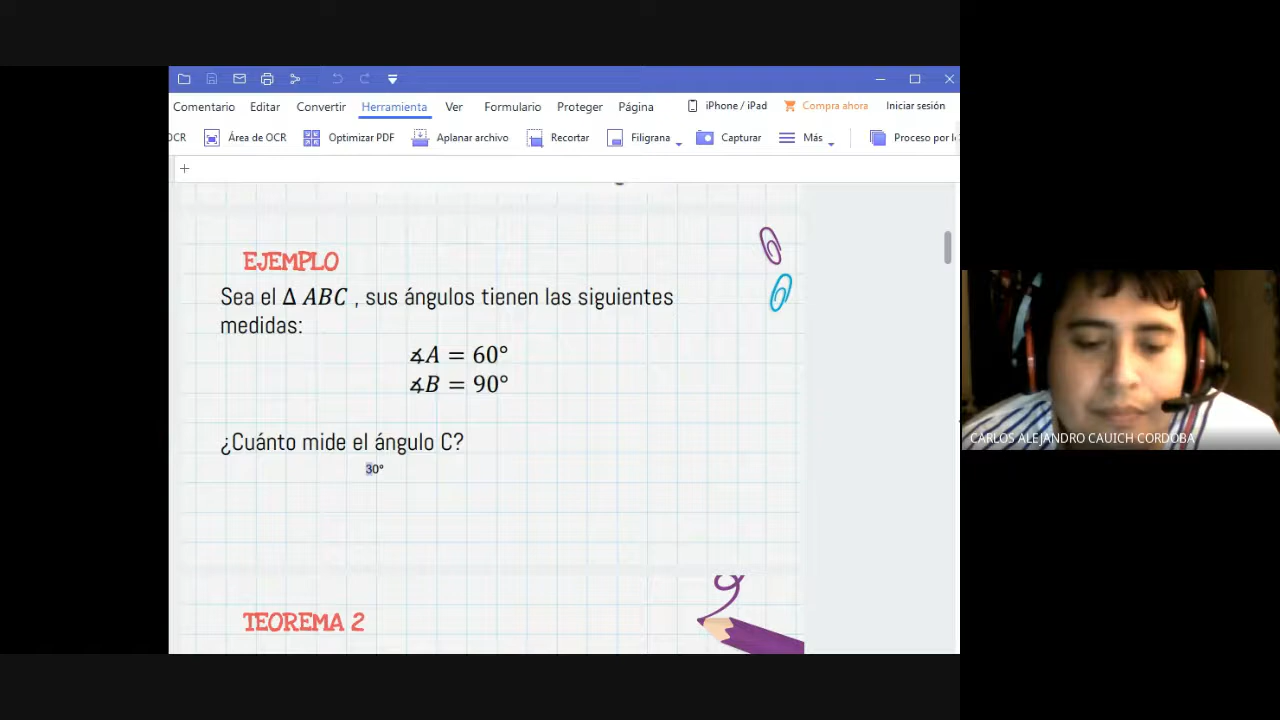 Comentario Editar Convertir Herramienta Ver Formulario Proteger Página iPhone / iPad Compra ahora Iniciar sesión
OCR Área de OCR Optimizar PDF Aplanar archivo Recortar Filigrana Capturar Más Proceso por l
+
EJEMPLO
Sea el Δ ABC , sus ángulos tienen las siguientes
medidas:
∡A = 60°
∡B = 90°
¿Cuánto mide el ángulo C?
30°
TEOREMA 2
CARLOS ALEJANDRO CAUICH CORDOBA